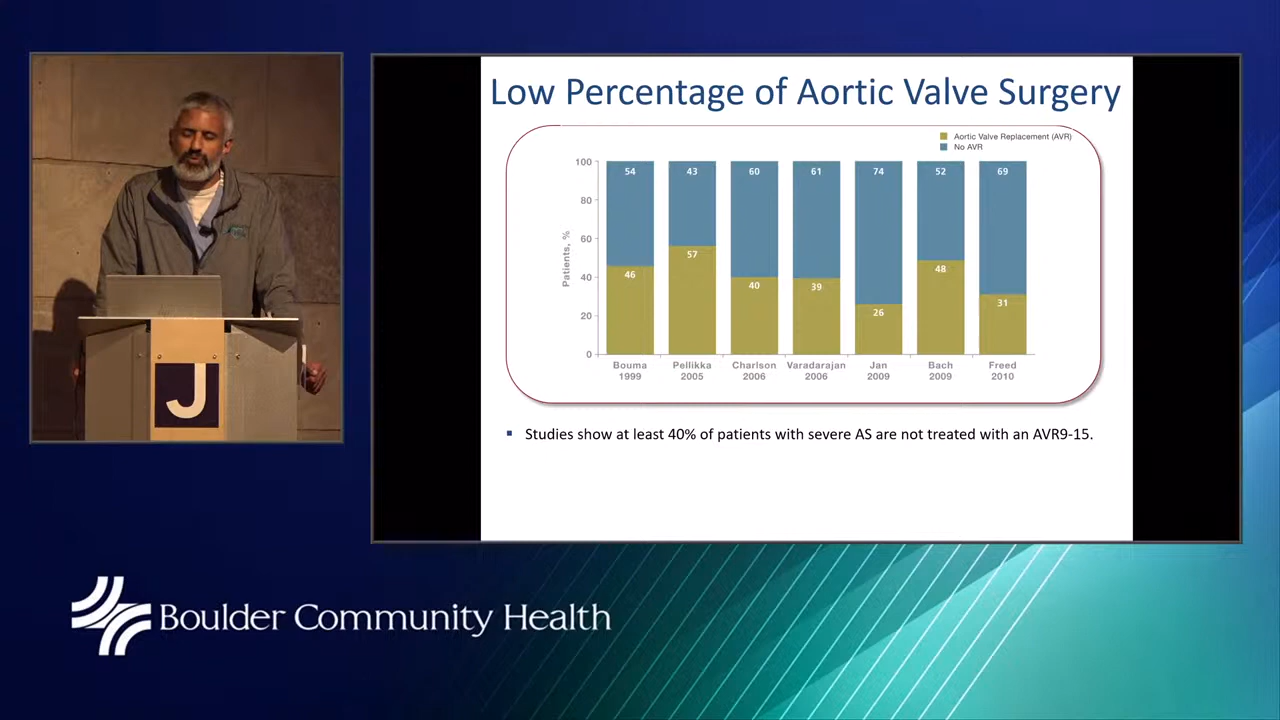 Low Percentage of Aortic Valve Surgery
Aortic Valve Replacement (AVR)
No AVR
Patients, %
100
80
60
40
20
0
54
43
60
61
74
52
69
46
57
40
39
26
48
31
Bouma
1999
Pellikka
2005
Charlson
2006
Varadarajan
2006
Jan
2009
Bach
2009
Freed
2010
Studies show at least 40% of patients with severe AS are not treated with an AVR9-15.
J
Boulder Community Health